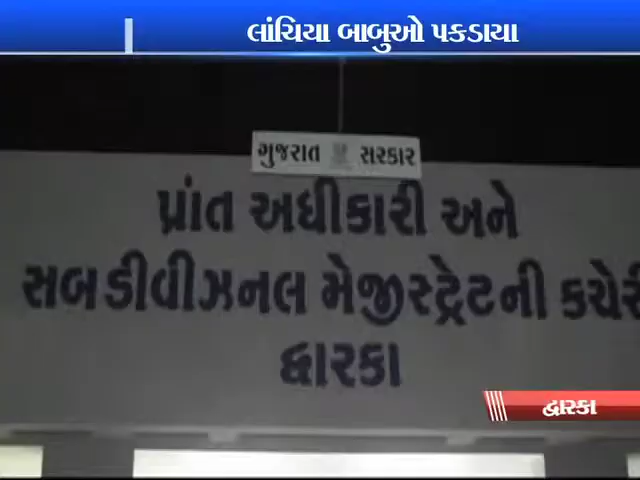 લાંચિયા બાબુઓ પકડાયા
ગુજરાત સરકાર
પ્રાંત અધીકારી અને
સબડીવીઝનલ મેજીસ્ટ્રેટની કચેરી
દ્વારકા
દ્વારકા